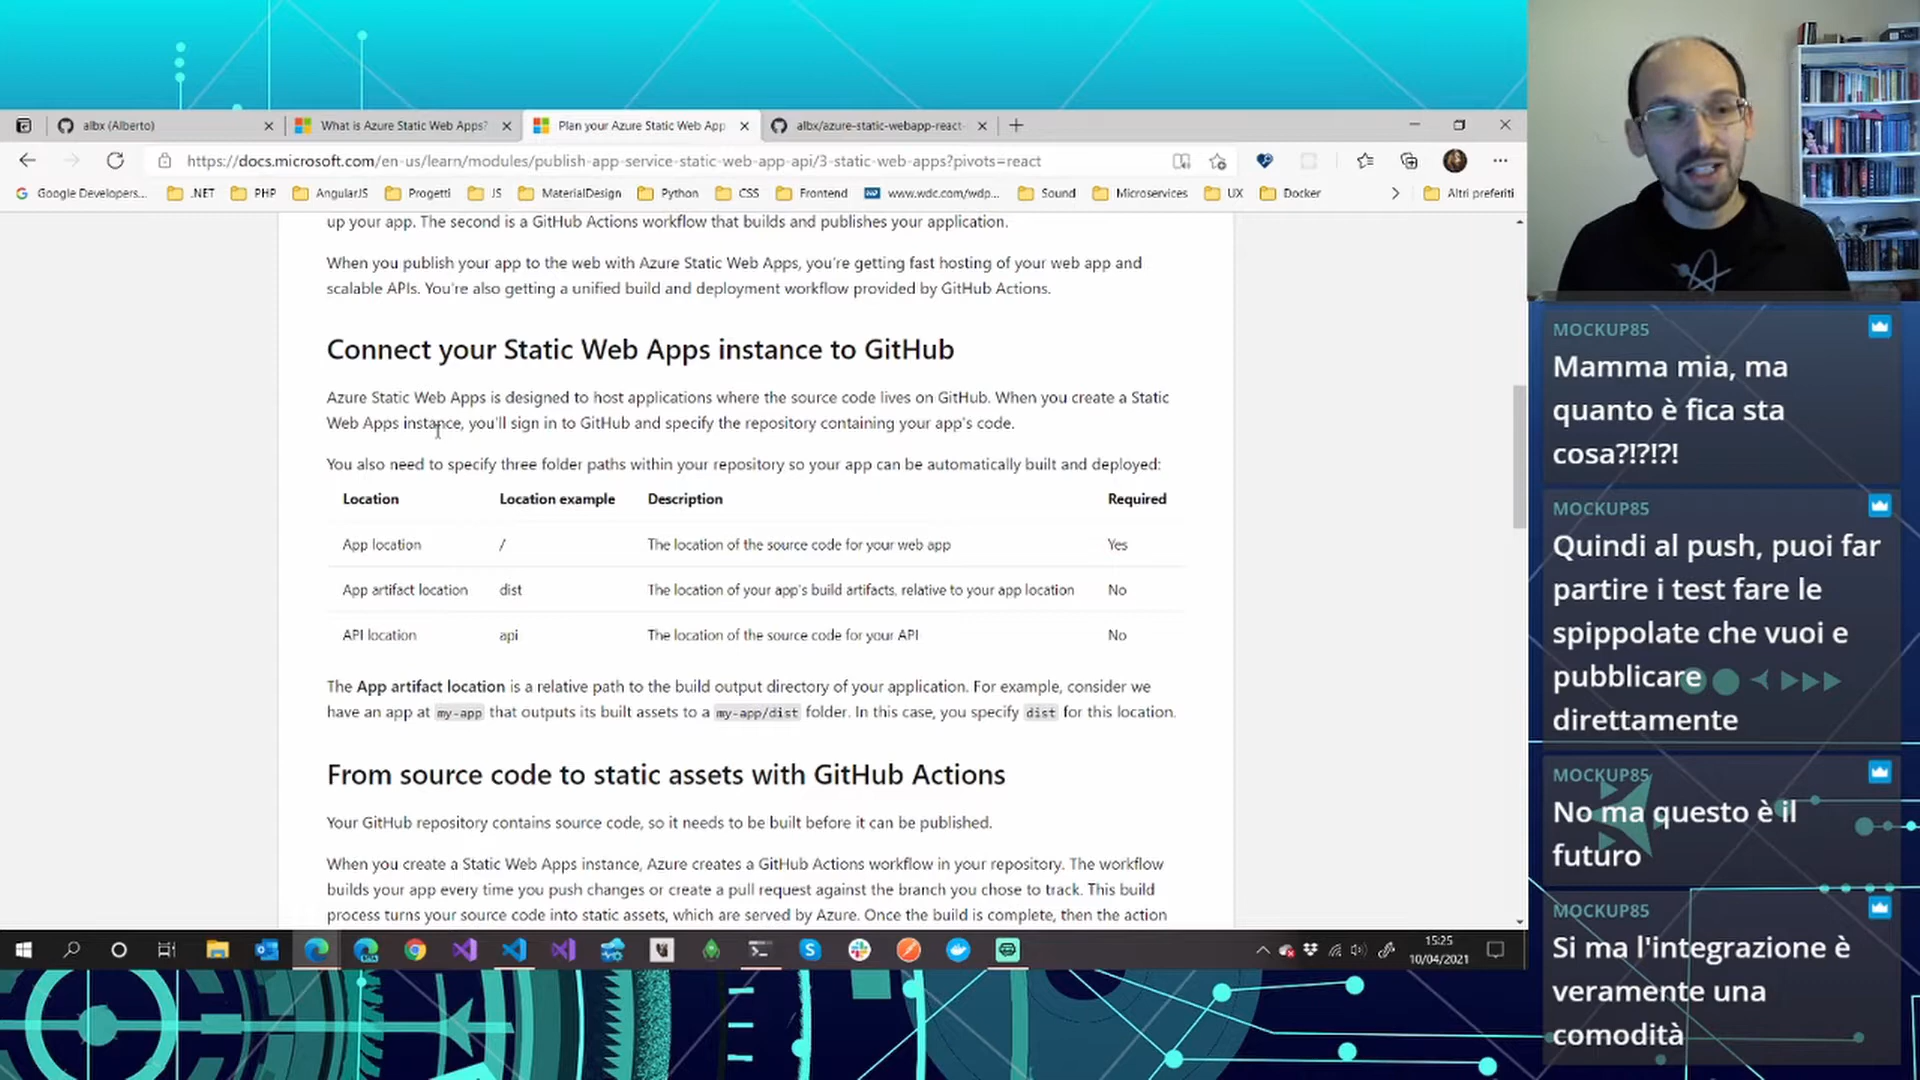 albx (Alberto)
What is Azure Static Web Apps?
Plan your Azure Static Web App
albx/azure-static-webapp-react-
https://docs.microsoft.com/en-us/learn/modules/publish-app-service-static-web-app-api/3-static-web-apps?pivots=react
Google Developers...
.NET
PHP
AngularJS
Progetti
JS
MaterialDesign
Python
CSS
Frontend
www.wdc.com/wdp...
Sound
Microservices
UX
Docker
Altri preferiti
up your app. The second is a GitHub Actions workflow that builds and publishes your application.
When you publish your app to the web with Azure Static Web Apps, you're getting fast hosting of your web app and
scalable APIs. You're also getting a unified build and deployment workflow provided by GitHub Actions.
Connect your Static Web Apps instance to GitHub
Azure Static Web Apps is designed to host applications where the source code lives on GitHub. When you create a Static
Web Apps instance, you'll sign in to GitHub and specify the repository containing your app's code.
You also need to specify three folder paths within your repository so your app can be automatically built and deployed:
Location Location example Description Required
App location / The location of the source code for your web app Yes
App artifact location dist The location of your app's build artifacts, relative to your app location No
API location api The location of the source code for your API No
The App artifact location is a relative path to the build output directory of your application. For example, consider we
have an app at my-app that outputs its built assets to a my-app/dist folder. In this case, you specify dist for this location.
From source code to static assets with GitHub Actions
Your GitHub repository contains source code, so it needs to be built before it can be published.
When you create a Static Web Apps instance, Azure creates a GitHub Actions workflow in your repository. The workflow
builds your app every time you push changes or create a pull request against the branch you chose to track. This build
process turns your source code into static assets, which are served by Azure. Once the build is complete, then the action
15:25
10/04/2021
MOCKUP85
Mamma mia, ma
quanto è fica sta
cosa?!?!?!
MOCKUP85
Quindi al push, puoi far
partire i test fare le
spippolate che vuoi e
pubblicare
direttamente
MOCKUP85
No ma questo è il
futuro
MOCKUP85
Si ma l'integrazione è
veramente una
comodità